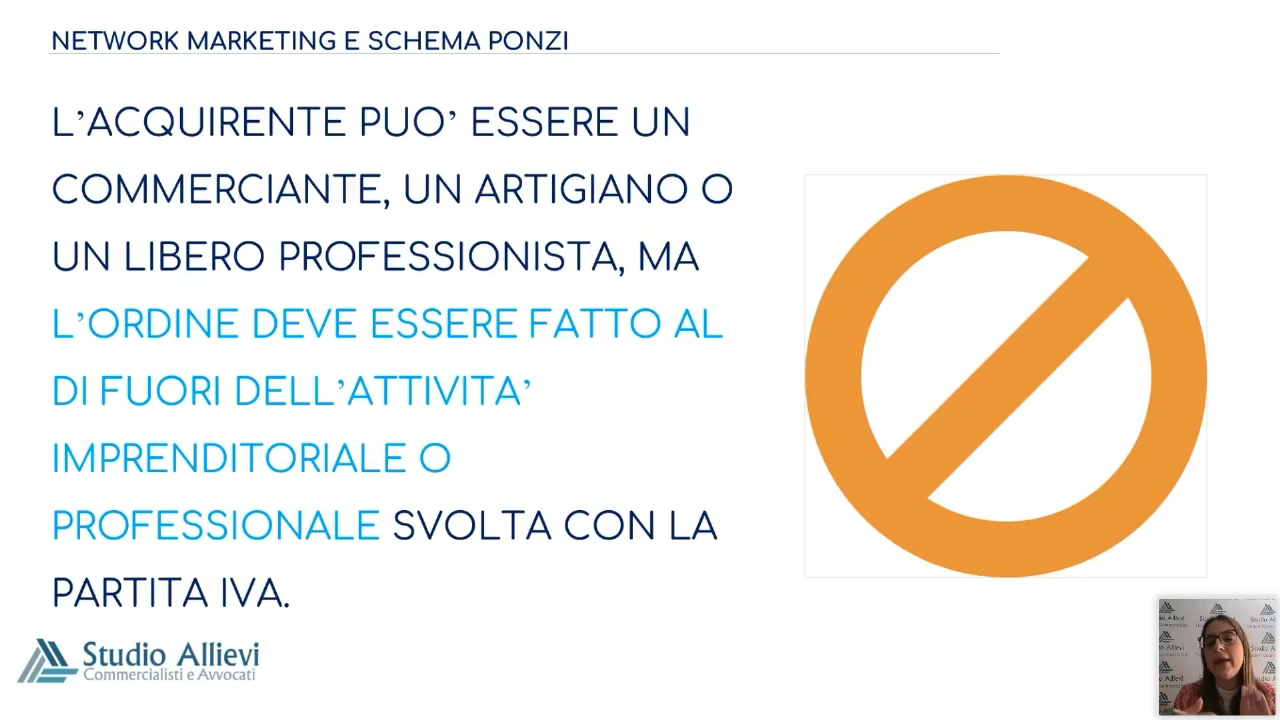 NETWORK MARKETING E SCHEMA PONZI
L’ACQUIRENTE PUO’ ESSERE UN
COMMERCIANTE, UN ARTIGIANO O
UN LIBERO PROFESSIONISTA, MA
L’ORDINE DEVE ESSERE FATTO AL
DI FUORI DELL’ATTIVITA’
IMPRENDITORIALE O
PROFESSIONALE SVOLTA CON LA
PARTITA IVA.
Studio Allievi
Commercialisti e Avvocati